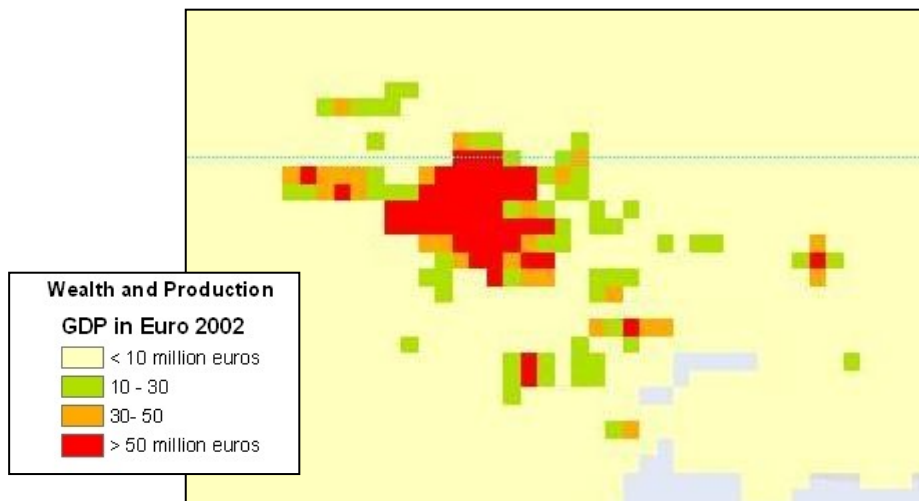 Wealth and Production
GDP in Euro 2002
< 10 million euros
10 - 30
30- 50
> 50 million euros